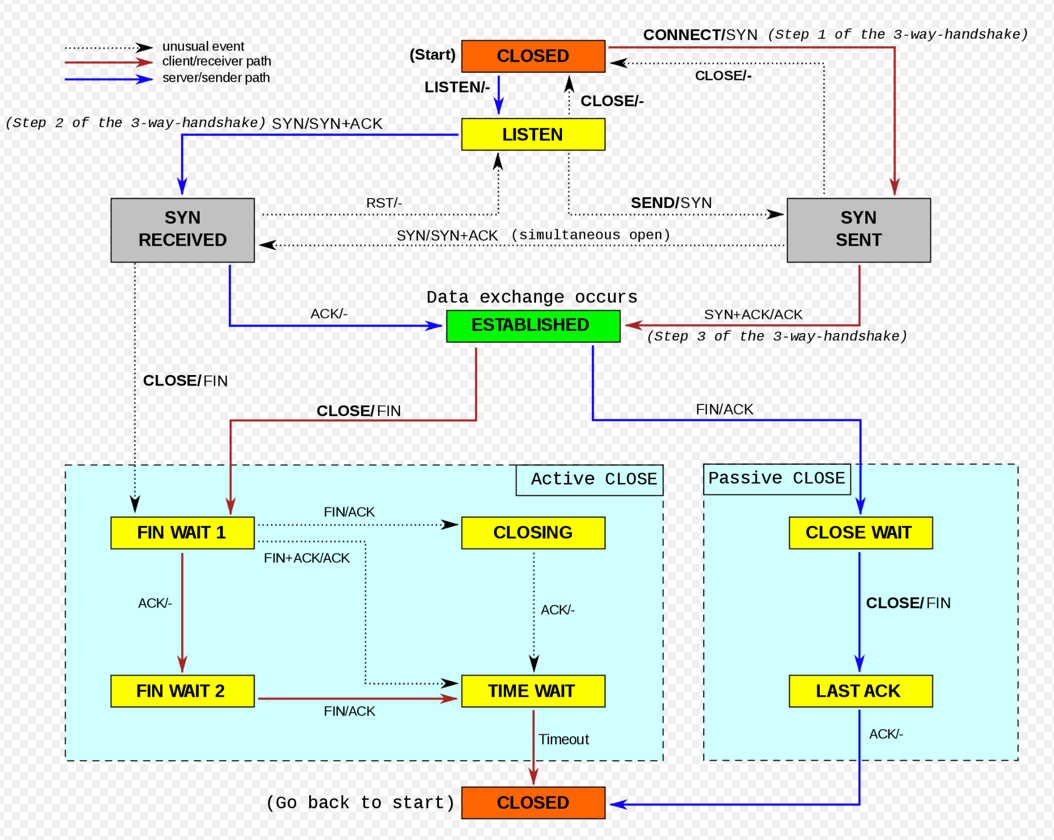 CONNECT/SYN (Step 1 of the 3-way-handshake)
unusual event
client/receiver path
server/sender path
(Start)
CLOSED
CLOSE/-
LISTEN/-
CLOSE/-
(Step 2 of the 3-way-handshake) SYN/SYN+ACK
LISTEN
RST/-
SEND/SYN
SYN
RECEIVED
SYN
SENT
SYN/SYN+ACK (simultaneous open)
Data exchange occurs
ACK/-
ESTABLISHED
SYN+ACK/ACK
(Step 3 of the 3-way-handshake)
CLOSE/FIN
CLOSE/FIN
FIN/ACK
Active CLOSE
Passive CLOSE
FIN WAIT 1
FIN/ACK
CLOSING
CLOSE WAIT
FIN+ACK/ACK
ACK/-
ACK/-
CLOSE/FIN
FIN WAIT 2
TIME WAIT
LAST ACK
FIN/ACK
Timeout
ACK/-
(Go back to start)
CLOSED